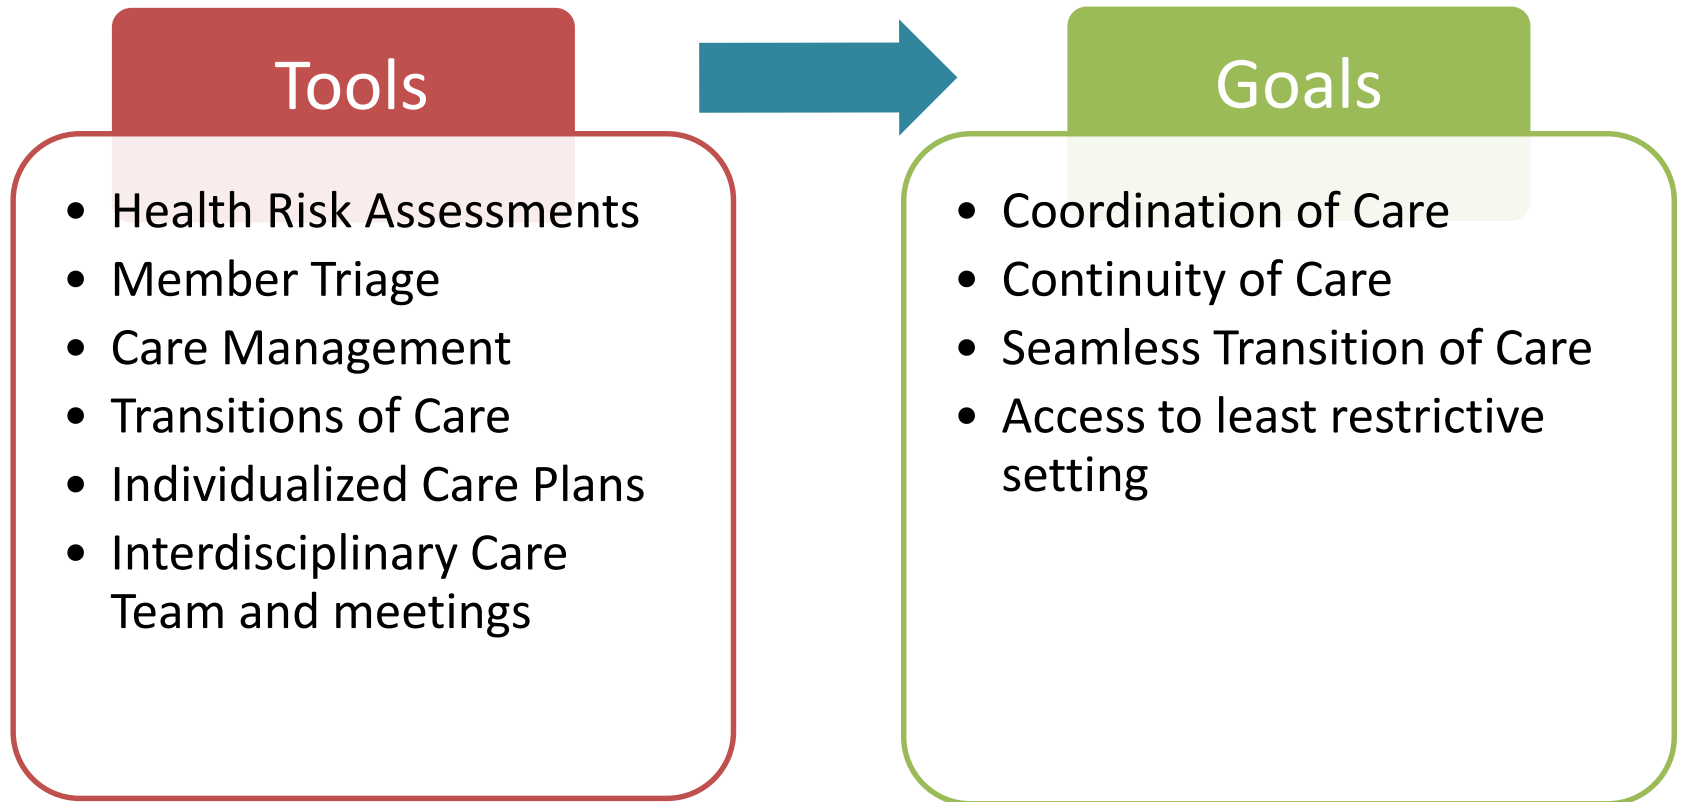 Tools
• Health Risk Assessments
• Member Triage
• Care Management
• Transitions of Care
• Individualized Care Plans
• Interdisciplinary Care
Team and meetings
Goals
• Coordination of Care
• Continuity of Care
• Seamless Transition of Care
• Access to least restrictive
setting